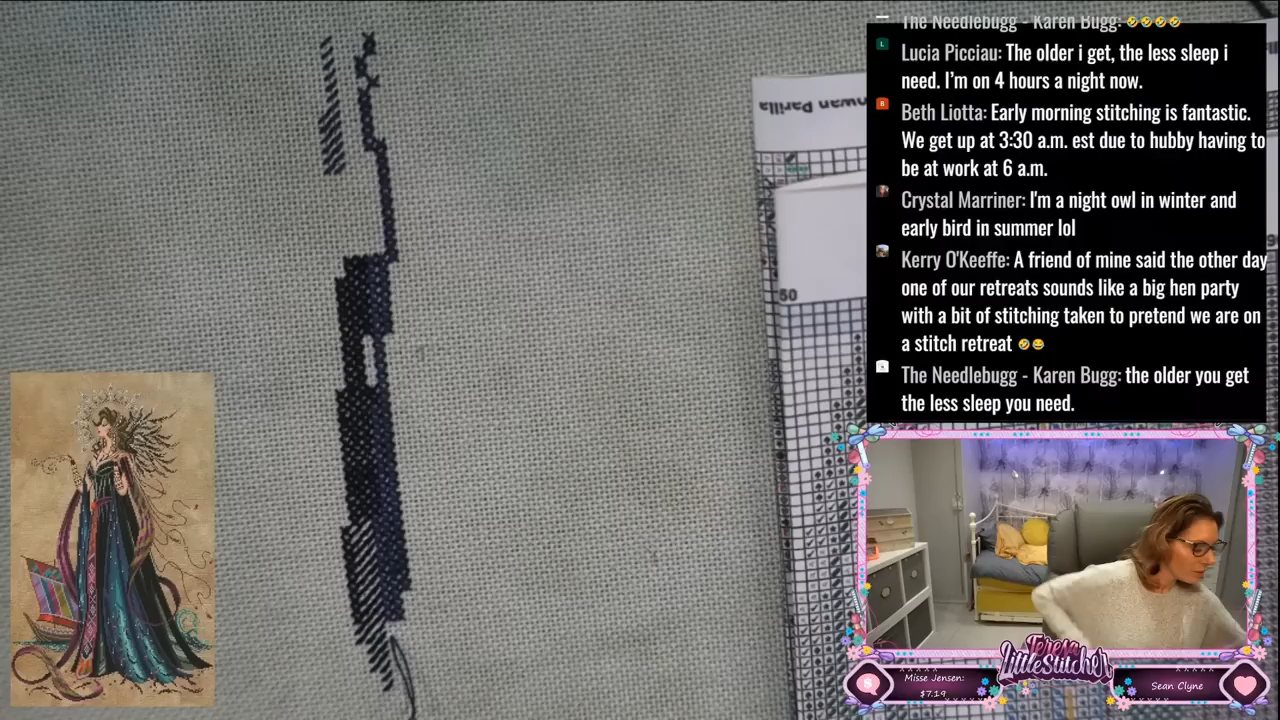 The Needlebugg - Karen Bugg: 🤣🤣🤣🤣
Lucia Picciau: The older i get, the less sleep i
need. I'm on 4 hours a night now.
Beth Liotta: Early morning stitching is fantastic.
We get up at 3:30 a.m. est due to hubby having to
be at work at 6 a.m.
Crystal Marriner: I'm a night owl in winter and
early bird in summer lol
Kerry O'Keeffe: A friend of mine said the other day
one of our retreats sounds like a big hen party
with a bit of stitching taken to pretend we are on
a stitch retreat 🤣😂
The Needlebugg - Karen Bugg: the older you get
the less sleep you need.
Parilla
50
Teresa
LittleStitcher
Misse Jensen:
$7.19
Sean Clyne